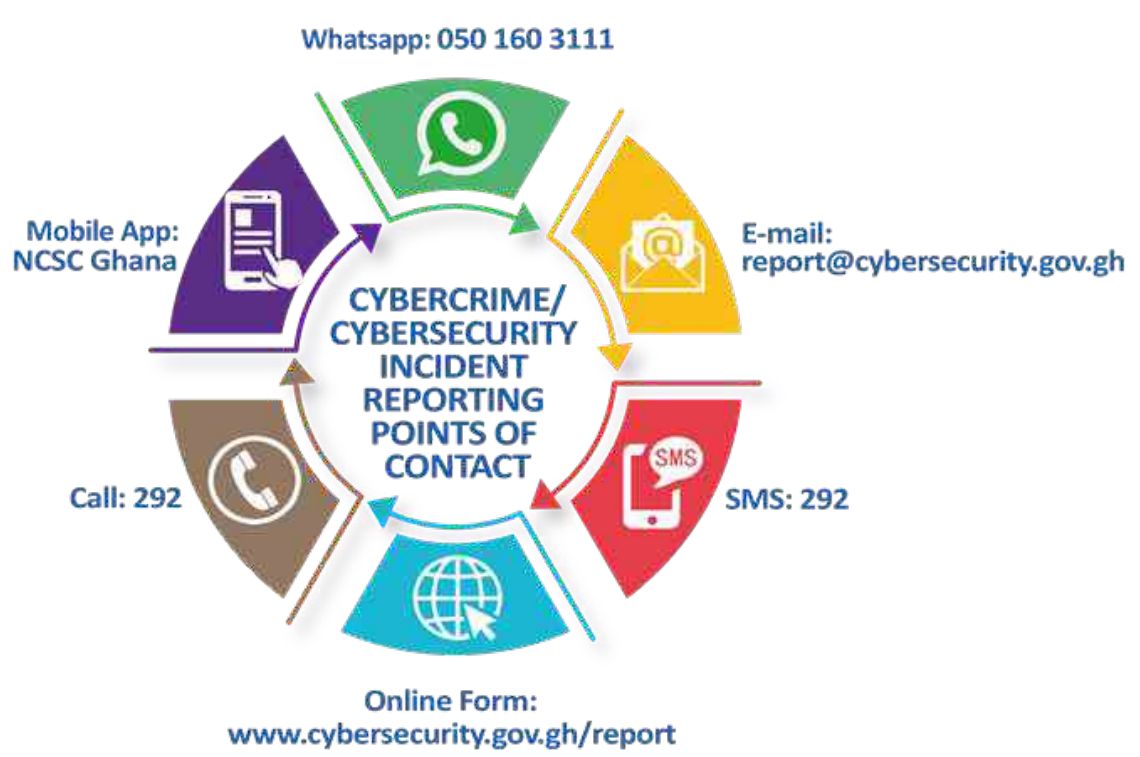 Whatsapp: 050 160 3111
Mobile App:
NCSC Ghana
E-mail:
report@cybersecurity.gov.gh
CYBERCRIME/
CYBERSECURITY
INCIDENT
REPORTING
POINTS OF
CONTACT
@
SMS
Call: 292
SMS: 292
Online Form:
www.cybersecurity.gov.gh/report